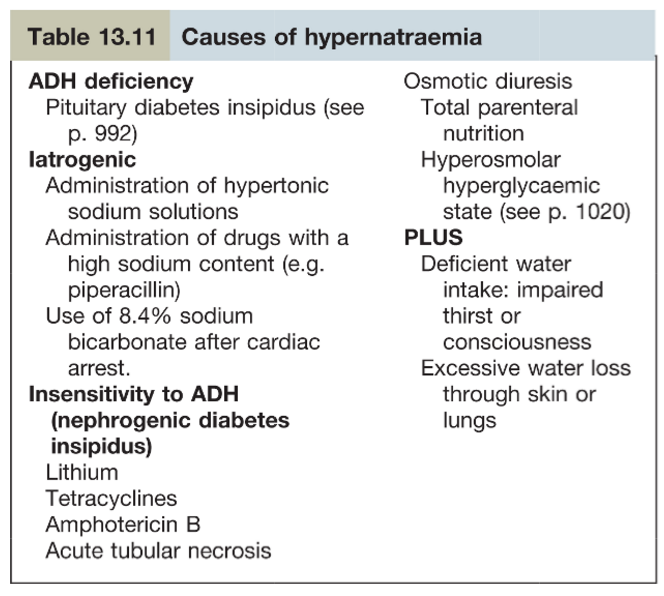 Table 13.11 Causes of hypernatraemia
ADH deficiency
Pituitary diabetes insipidus (see
p. 992)
Iatrogenic
Administration of hypertonic
sodium solutions
Administration of drugs with a
high sodium content (e.g.
piperacillin)
Use of 8.4% sodium
bicarbonate after cardiac
arrest.
Insensitivity to ADH
(nephrogenic diabetes
insipidus)
Lithium
Tetracyclines
Amphotericin B
Acute tubular necrosis
Osmotic diuresis
Total parenteral
nutrition
Hyperosmolar
hyperglycaemic
state (see p. 1020)
PLUS
Deficient water
intake: impaired
thirst or
consciousness
Excessive water loss
through skin or
lungs